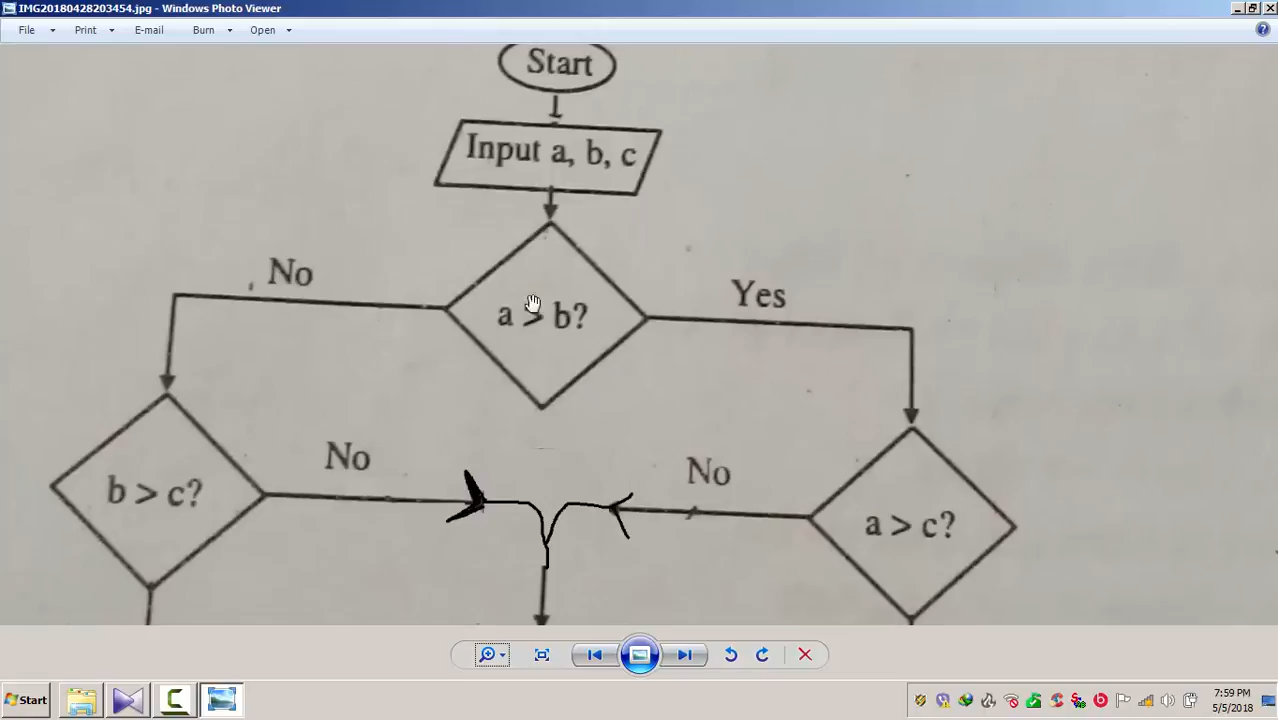 IMG20180428203454.jpg - Windows Photo Viewer
File Print E-mail Burn Open
Start
Input a, b, c
No
a > b?
Yes
b > c?
No
No
a > c?
Start
7:59 PM
5/5/2018